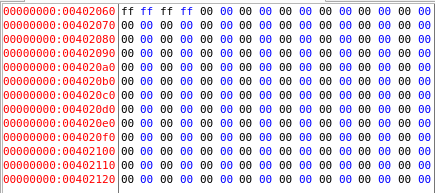 00000000:00402060 ff ff ff ff 00 00 00 00 00 00 00 00 00 00 00 00
00000000:00402070 00 00 00 00 00 00 00 00 00 00 00 00 00 00 00 00
00000000:00402080 00 00 00 00 00 00 00 00 00 00 00 00 00 00 00 00
00000000:00402090 00 00 00 00 00 00 00 00 00 00 00 00 00 00 00 00
00000000:004020a0 00 00 00 00 00 00 00 00 00 00 00 00 00 00 00 00
00000000:004020b0 00 00 00 00 00 00 00 00 00 00 00 00 00 00 00 00
00000000:004020c0 00 00 00 00 00 00 00 00 00 00 00 00 00 00 00 00
00000000:004020d0 00 00 00 00 00 00 00 00 00 00 00 00 00 00 00 00
00000000:004020e0 00 00 00 00 00 00 00 00 00 00 00 00 00 00 00 00
00000000:004020f0 00 00 00 00 00 00 00 00 00 00 00 00 00 00 00 00
00000000:00402100 00 00 00 00 00 00 00 00 00 00 00 00 00 00 00 00
00000000:00402110 00 00 00 00 00 00 00 00 00 00 00 00 00 00 00 00
00000000:00402120 00 00 00 00 00 00 00 00 00 00 00 00 00 00 00 00